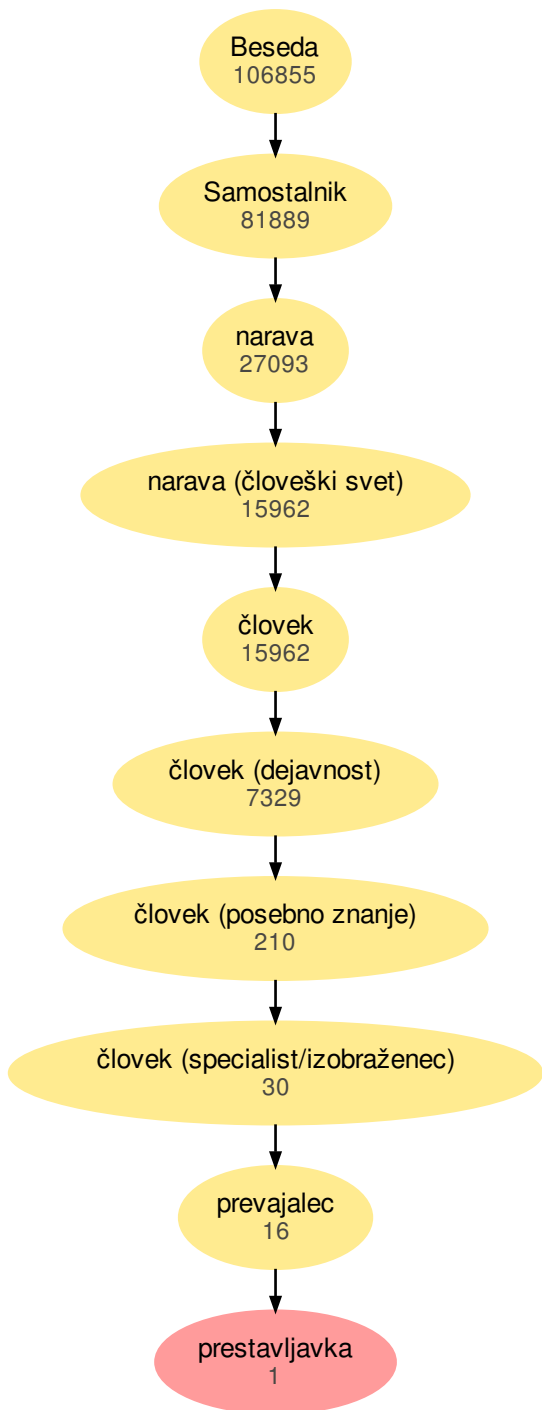 Beseda
106855
Samostalnik
81889
narava
27093
narava (človeški svet)
15962
človek
15962
človek (dejavnost)
7329
človek (posebno znanje)
210
človek (specialist/izobraženec)
30
prevajalec
16
prestavljavka
1